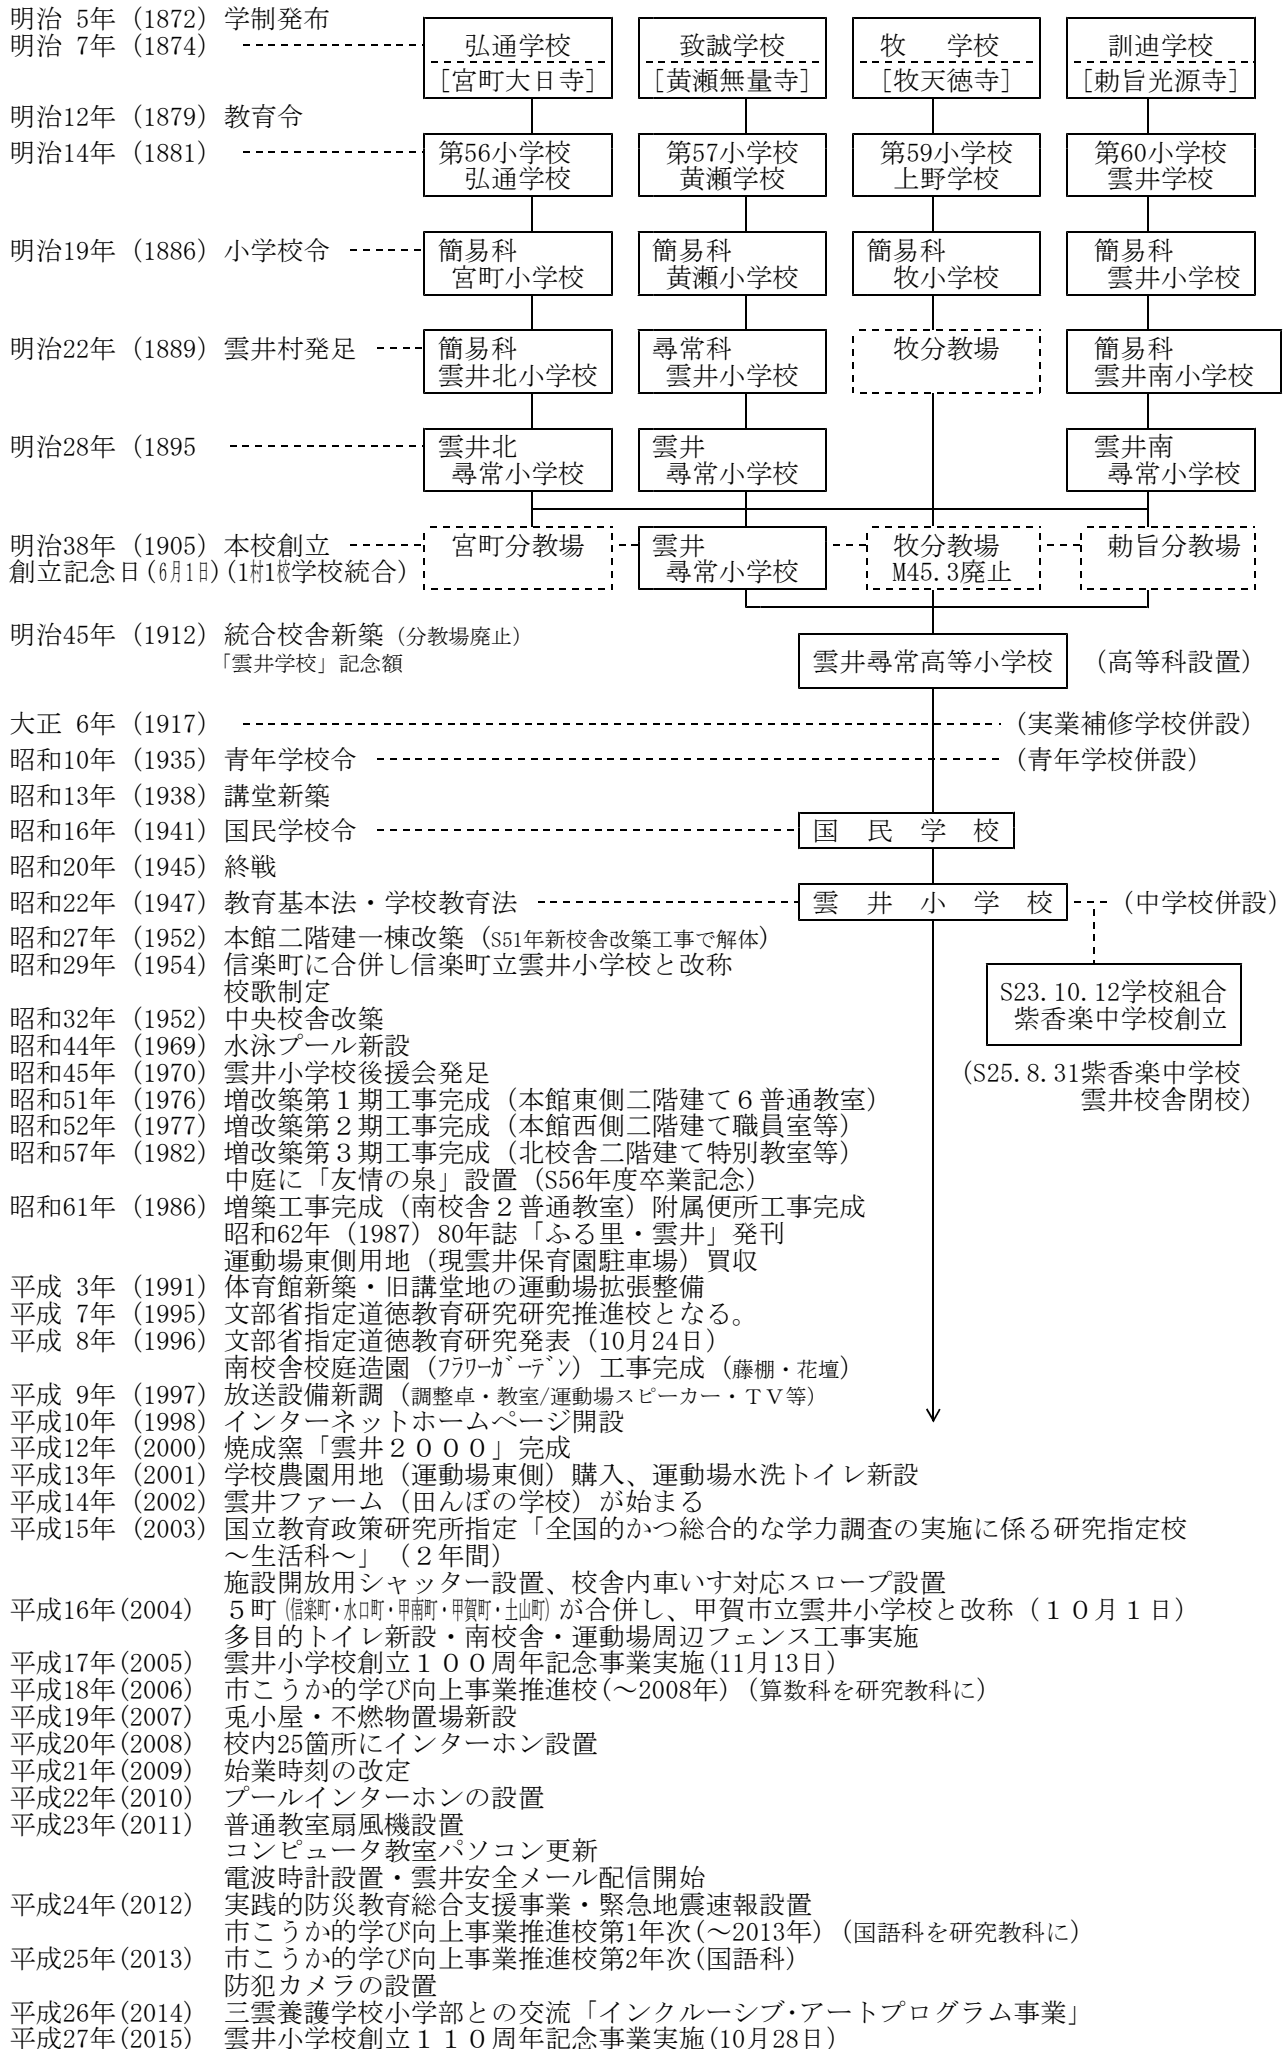 明治 5年 (1872) 学制発布
明治 7年 (1874) 弘通学校 致誠学校 牧 学校 訓迪学校
[宮町大日寺] [黄瀬無量寺] [牧天徳寺] [勅旨光源寺]
明治12年 (1879) 教育令
明治14年 (1881) 第56小学校 第57小学校 第59小学校 第60小学校
弘通学校 黄瀬学校 上野学校 雲井学校
明治19年 (1886) 小学校令 簡易科 簡易科 簡易科 簡易科
宮町小学校 黄瀬小学校 牧小学校 雲井小学校
明治22年 (1889) 雲井村発足 簡易科 尋常科 牧分教場 簡易科
雲井北小学校 雲井小学校 雲井南小学校
明治28年 (1895 雲井北 雲井 雲井南
尋常小学校 尋常小学校 尋常小学校
明治38年 (1905) 本校創立 宮町分教場 雲井 牧分教場 勅旨分教場
創立記念日(6月1日)(1村1校学校統合) 尋常小学校 M45.3廃止
明治45年 (1912) 統合校舎新築 (分教場廃止) 雲井尋常高等小学校 (高等科設置)
「雲井学校」記念額
大正 6年 (1917) (実業補修学校併設)
昭和10年 (1935) 青年学校令 (青年学校併設)
昭和13年 (1938) 講堂新築
昭和16年 (1941) 国民学校令 国 民 学 校
昭和20年 (1945) 終戦
昭和22年 (1947) 教育基本法・学校教育法 雲 井 小 学 校 (中学校併設)
昭和27年 (1952) 本館二階建一棟改築 (S51年新校舎改築工事で解体)
昭和29年 (1954) 信楽町に合併し信楽町立雲井小学校と改称
校歌制定 S23.10.12学校組合
昭和32年 (1952) 中央校舎改築 紫香楽中学校創立
昭和44年 (1969) 水泳プール新設
昭和45年 (1970) 雲井小学校後援会発足 (S25.8.31紫香楽中学校
昭和51年 (1976) 増改築第1期工事完成 (本館東側二階建て6普通教室) 雲井校舎閉校)
昭和52年 (1977) 増改築第2期工事完成 (本館西側二階建て職員室等)
昭和57年 (1982) 増改築第3期工事完成 (北校舎二階建て特別教室等)
中庭に「友情の泉」設置 (S56年度卒業記念)
昭和61年 (1986) 増築工事完成 (南校舎2普通教室) 附属便所工事完成
昭和62年 (1987) 80年誌「ふる里・雲井」発刊
運動場東側用地 (現雲井保育園駐車場) 買収
平成 3年 (1991) 体育館新築・旧講堂地の運動場拡張整備
平成 7年 (1995) 文部省指定道徳教育研究研究推進校となる。
平成 8年 (1996) 文部省指定道徳教育研究発表 (10月24日)
南校舎校庭造園 (フラワーガーデン) 工事完成 (藤棚・花壇)
平成 9年 (1997) 放送設備新調 (調整卓・教室/運動場スピーカー・TV等)
平成10年 (1998) インターネットホームページ開設
平成12年 (2000) 焼成窯「雲井2000」完成
平成13年 (2001) 学校農園用地 (運動場東側) 購入、運動場水洗トイレ新設
平成14年 (2002) 雲井ファーム (田んぼの学校) が始まる
平成15年 (2003) 国立教育政策研究所指定「全国的かつ総合的な学力調査の実施に係る研究指定校
～生活科～」 (2年間)
施設開放用シャッター設置、校舎内車いす対応スロープ設置
平成16年(2004) 5町(信楽町・水口町・甲南町・甲賀町・土山町)が合併し、甲賀市立雲井小学校と改称 (10月1日)
多目的トイレ新設・南校舎・運動場周辺フェンス工事実施
平成17年(2005) 雲井小学校創立100周年記念事業実施(11月13日)
平成18年(2006) 市こうか的学び向上事業推進校(～2008年) (算数科を研究教科に)
平成19年(2007) 兎小屋・不燃物置場新設
平成20年(2008) 校内25箇所にインターホン設置
平成21年(2009) 始業時刻の改定
平成22年(2010) プールインターホンの設置
平成23年(2011) 普通教室扇風機設置
コンピュータ教室パソコン更新
電波時計設置・雲井安全メール配信開始
平成24年(2012) 実践的防災教育総合支援事業・緊急地震速報設置
市こうか的学び向上事業推進校第1年次(～2013年) (国語科を研究教科に)
平成25年(2013) 市こうか的学び向上事業推進校第2年次(国語科)
防犯カメラの設置
平成26年(2014) 三雲養護学校小学部との交流「インクルーシブ・アートプログラム事業」
平成27年(2015) 雲井小学校創立110周年記念事業実施(10月28日)